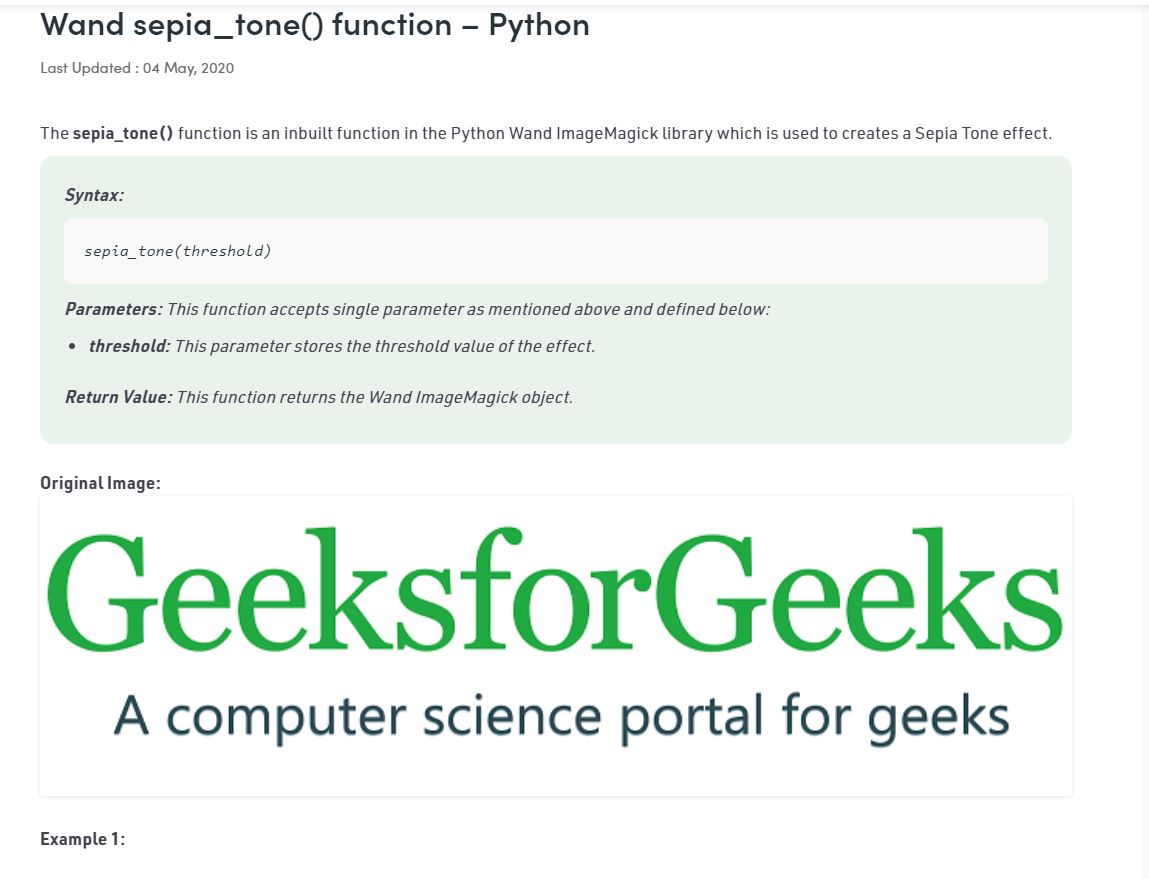 Wand sepia_tone() function – Python
Last Updated : 04 May, 2020
The sepia_tone() function is an inbuilt function in the Python Wand ImageMagick library which is used to creates a Sepia Tone effect.
Syntax:
sepia_tone(threshold)
Parameters: This function accepts single parameter as mentioned above and defined below:
• threshold: This parameter stores the threshold value of the effect.
Return Value: This function returns the Wand ImageMagick object.
Original Image:
GeeksforGeeks
A computer science portal for geeks
Example 1: